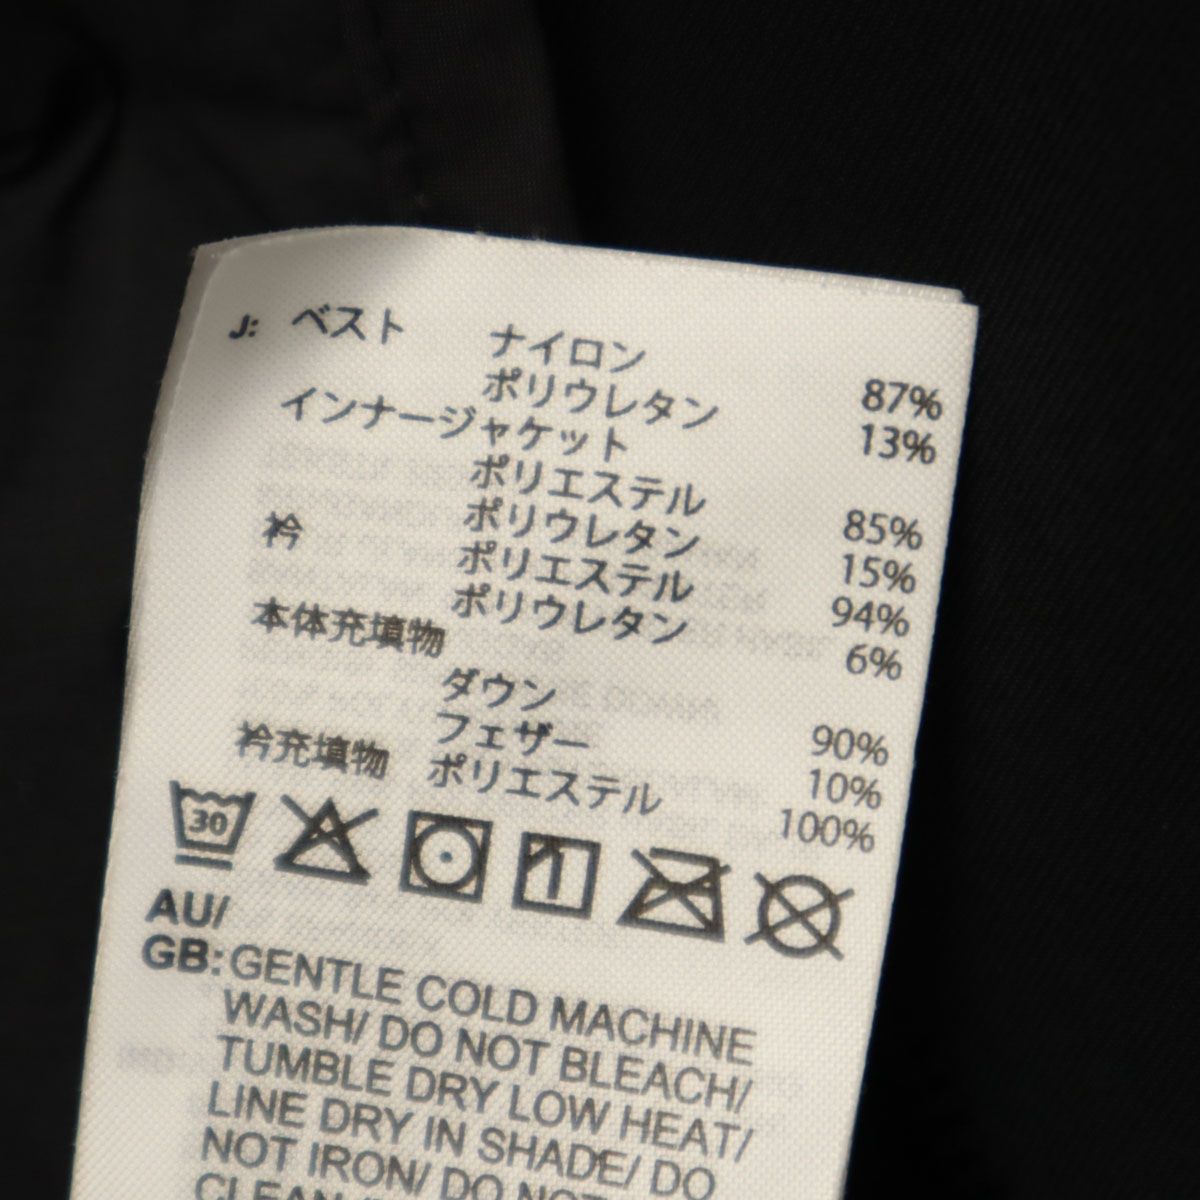 J: ベスト ナイロン 87%
ポリウレタン 13%
インナージャケット
ポリエステル 85%
ポリウレタン 15%
衿 ポリエステル 94%
ポリウレタン 6%
本体充填物
ダウン 90%
フェザー 10%
衿充填物 ポリエステル 100%
30 1
AU/
GB: GENTLE COLD MACHINE
WASH/ DO NOT BLEACH/
TUMBLE DRY LOW HEAT/
LINE DRY IN SHADE/ DO
NOT IRON/ DO NOT
CLEAN